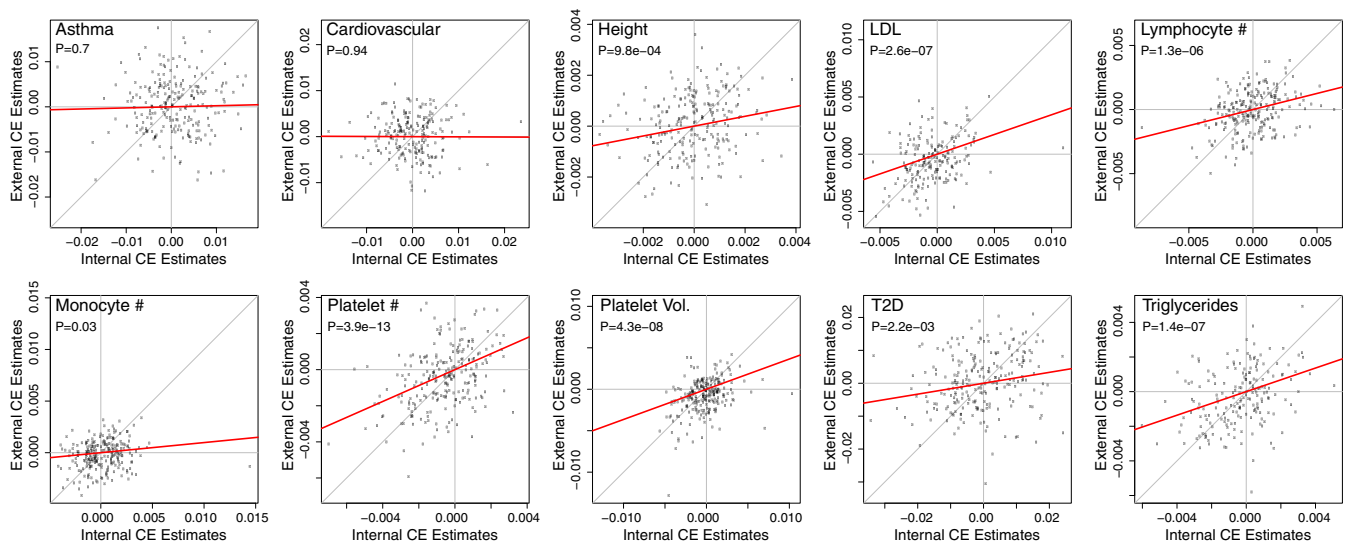 Asthma
P=0.7
External CE Estimates
0.01
0.00
−0.01
−0.02
−0.02 −0.01 0.00 0.01
Internal CE Estimates
Cardiovascular
P=0.94
External CE Estimates
0.02
0.01
0.00
−0.01
−0.01 0.00 0.01 0.02
Internal CE Estimates
Height
P=9.8e−04
External CE Estimates
0.004
0.002
0.000
−0.002
−0.002 0.000 0.002 0.004
Internal CE Estimates
LDL
P=2.6e−07
External CE Estimates
0.010
0.005
0.000
−0.005
−0.005 0.000 0.005 0.010
Internal CE Estimates
Lymphocyte #
P=1.3e−06
External CE Estimates
0.005
0.000
−0.005
−0.005 0.000 0.005
Internal CE Estimates
Monocyte #
P=0.03
External CE Estimates
0.015
0.010
0.005
0.000
0.000 0.005 0.010 0.015
Internal CE Estimates
Platelet #
P=3.9e−13
External CE Estimates
0.004
0.000
−0.004
−0.004 0.000 0.004
Internal CE Estimates
Platelet Vol.
P=4.3e−08
External CE Estimates
0.010
0.000
−0.010
−0.010 0.000 0.010
Internal CE Estimates
T2D
P=2.2e−03
External CE Estimates
0.02
0.00
−0.02
−0.02 0.00 0.02
Internal CE Estimates
Triglycerides
P=1.4e−07
External CE Estimates
0.004
0.000
−0.004
−0.004 0.000 0.004
Internal CE Estimates